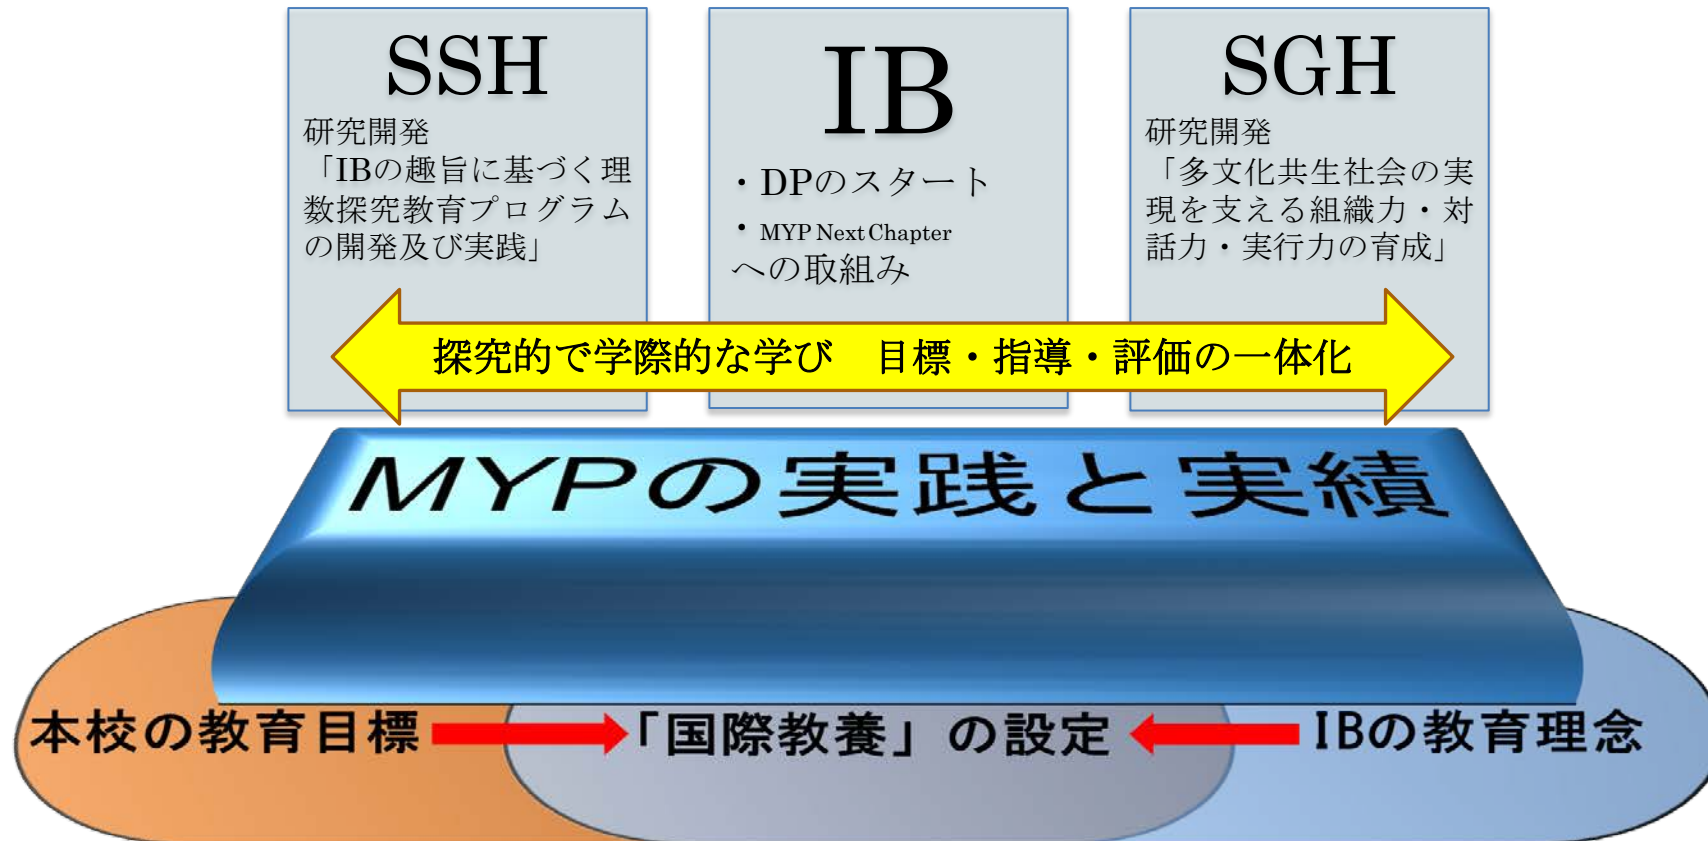 SSH
研究開発
「IBの趣旨に基づく理
数探究教育プログラム
の開発及び実践」
IB
・DPのスタート
・MYP Next Chapter
への取組み
SGH
研究開発
「多文化共生社会の実
現を支える組織力・対
話力・実行力の育成」
探究的で学際的な学び　目標・指導・評価の一体化
MYPの実践と実績
本校の教育目標
「国際教養」の設定
IBの教育理念